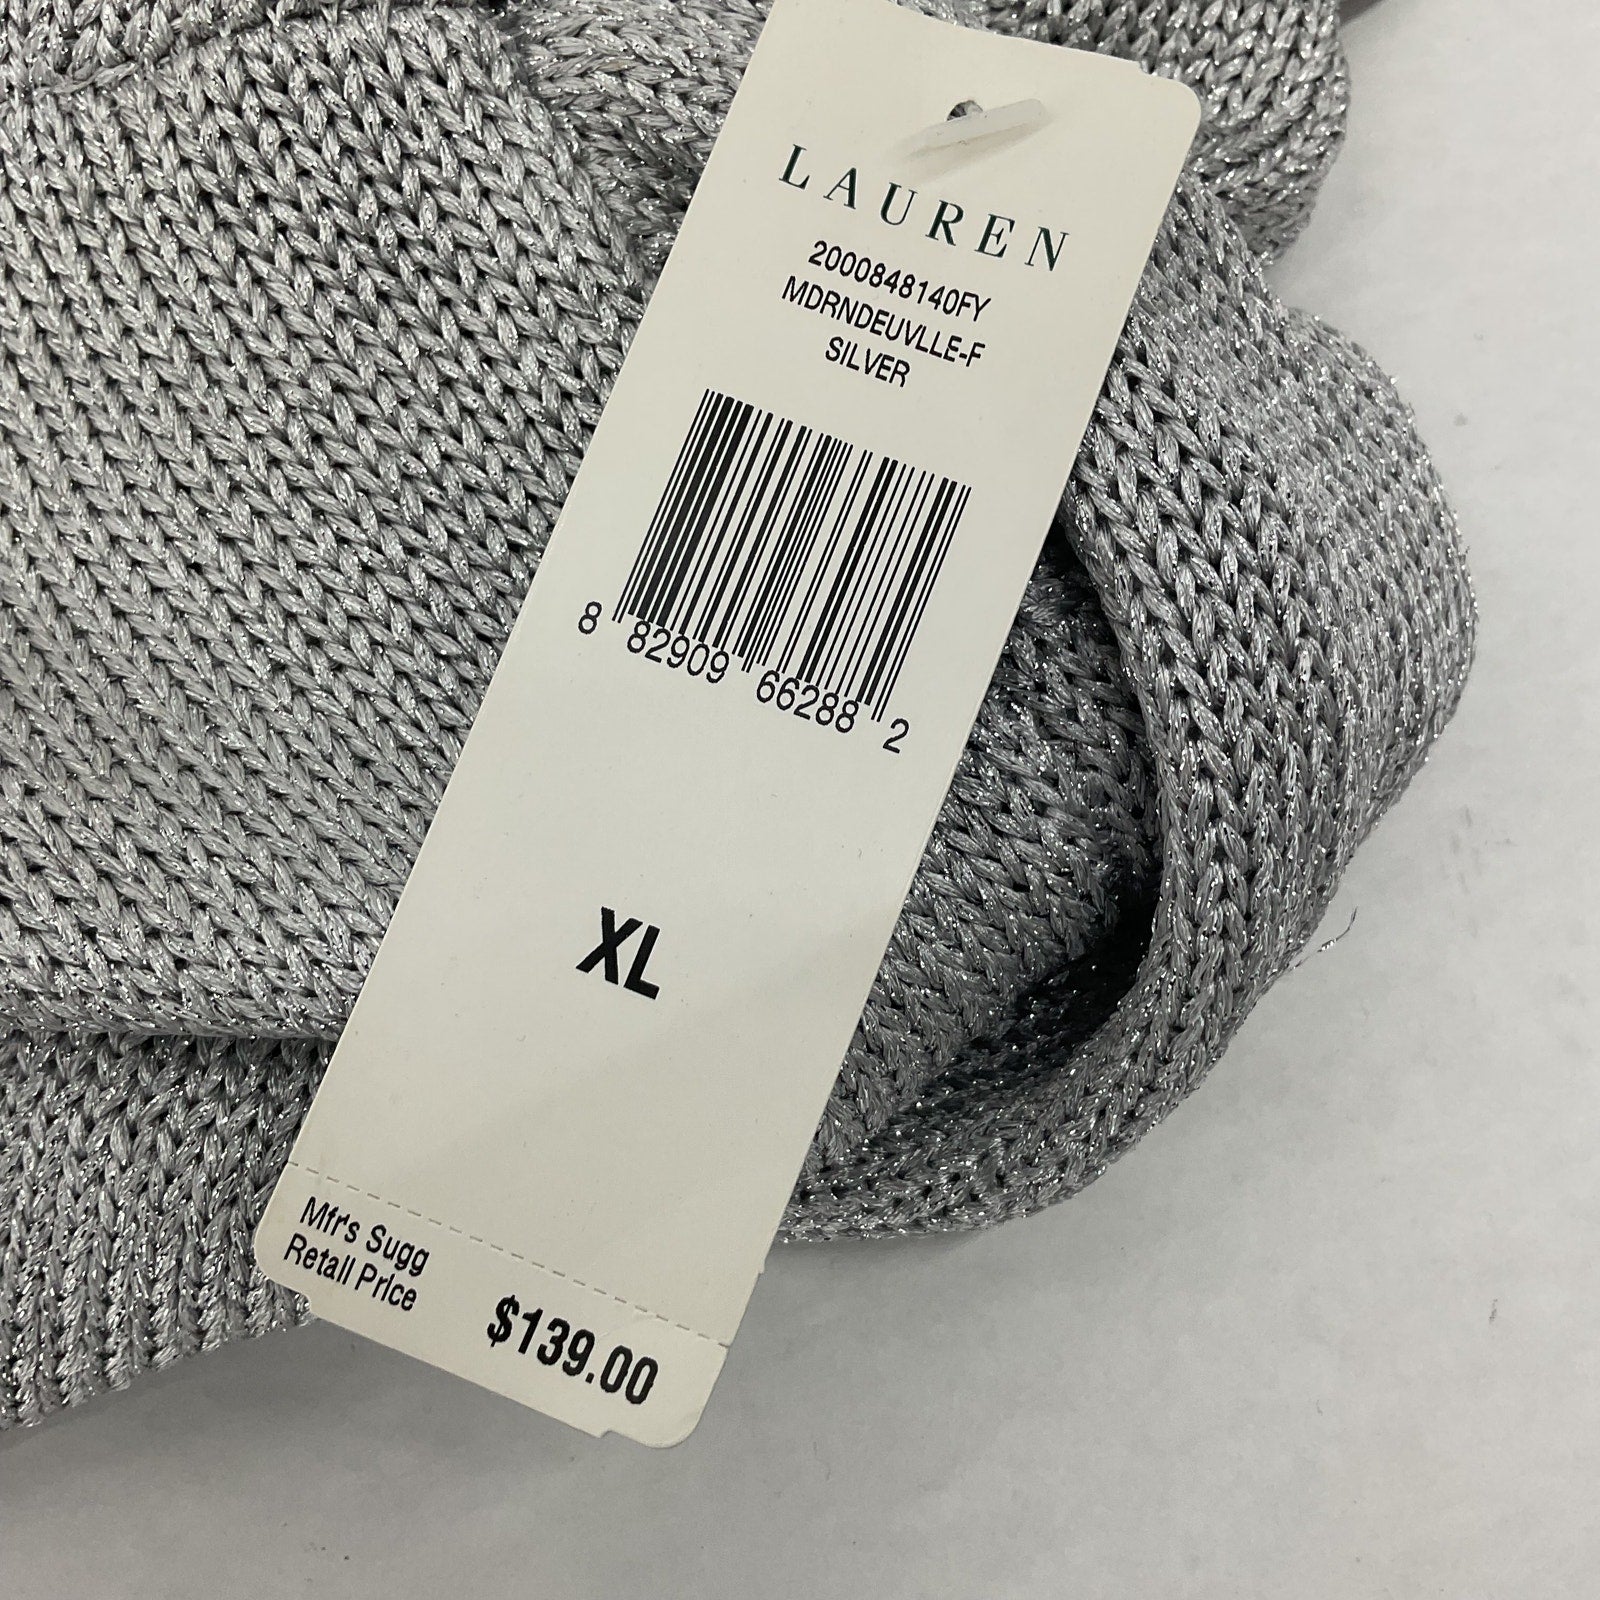 LAUREN
2000848140FY
MDRNDEUVLLE-F
SILVER
8 82909 66288 2
XL
Mfr's Sugg
Retail Price
$139.00